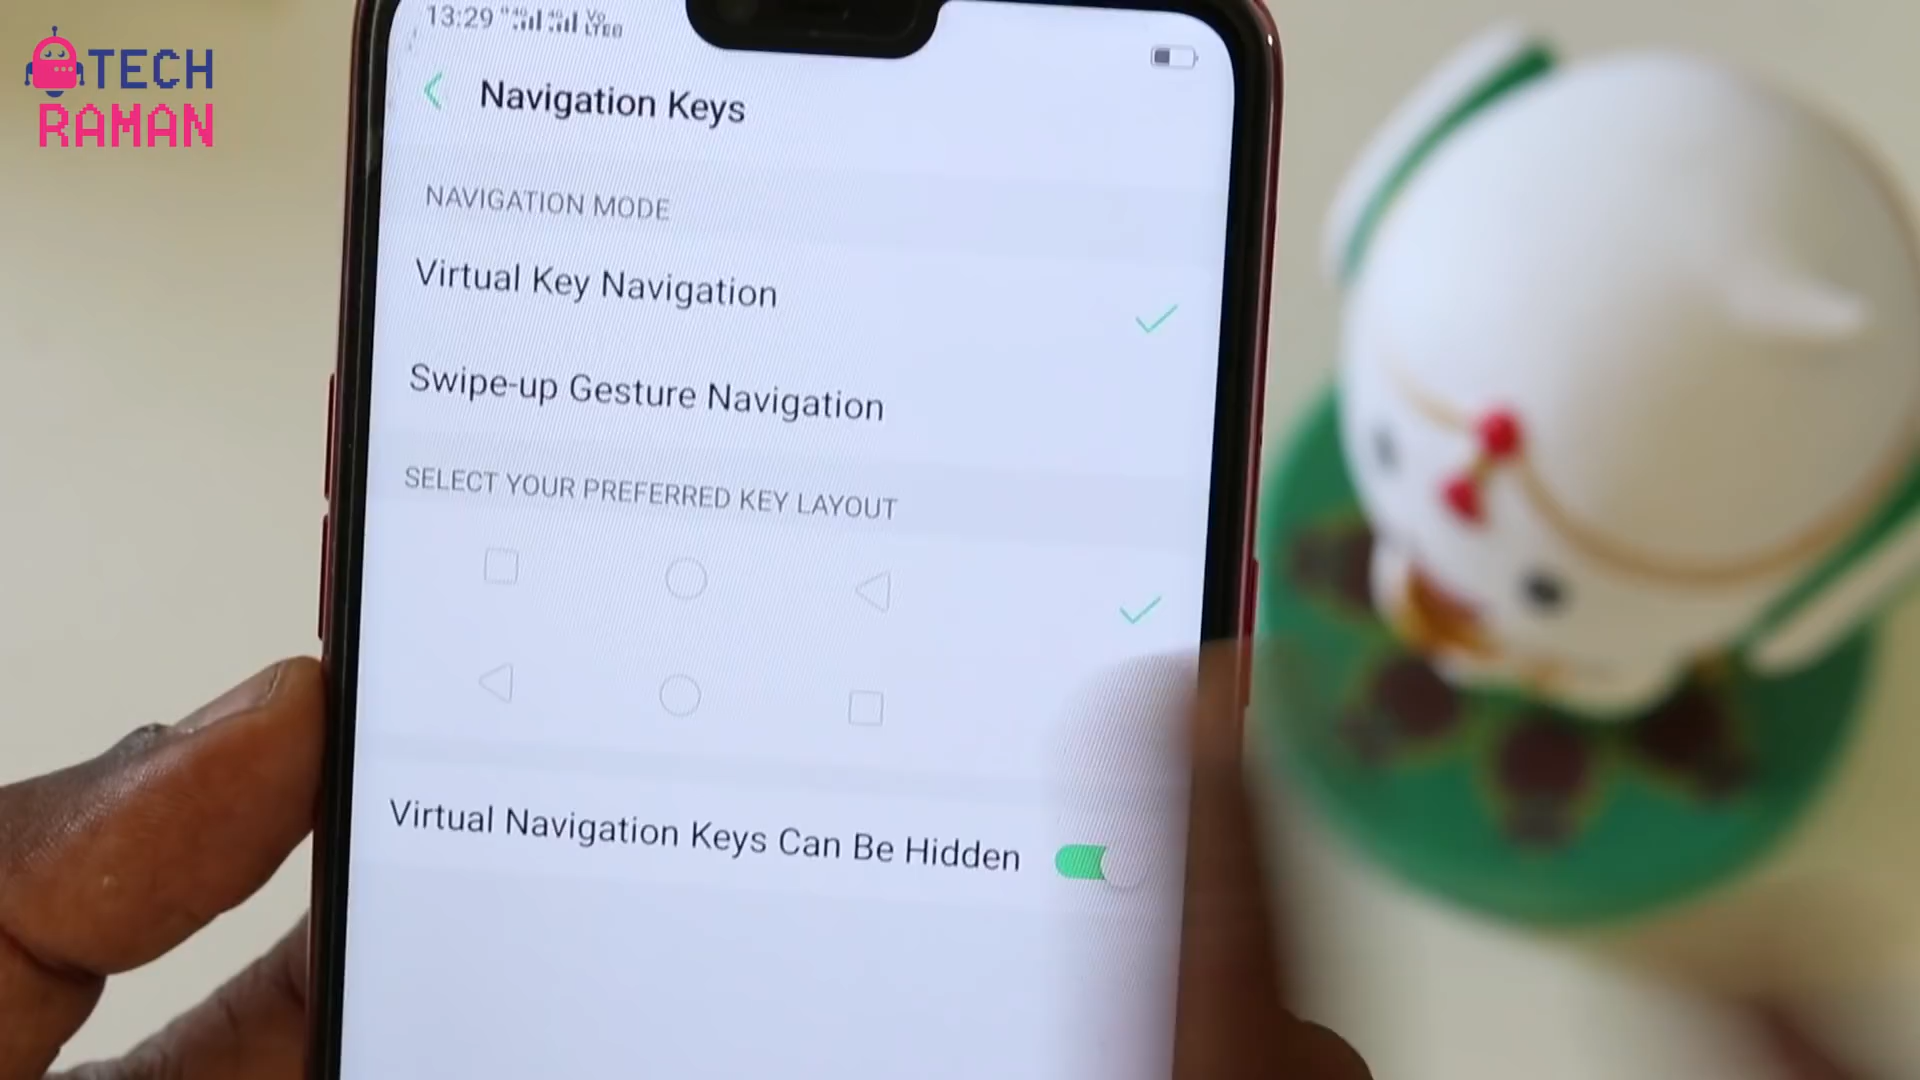 TECH
RAMAN
13:29
Navigation Keys
NAVIGATION MODE
Virtual Key Navigation
Swipe-up Gesture Navigation
SELECT YOUR PREFERRED KEY LAYOUT
Virtual Navigation Keys Can Be Hidden